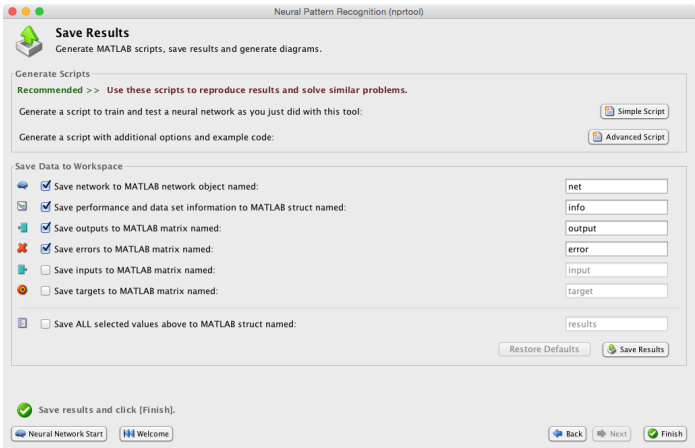 Neural Pattern Recognition (nprtool)
Save Results
Generate MATLAB scripts, save results and generate diagrams.
Generate Scripts
Recommended >> Use these scripts to reproduce results and solve similar problems.
Generate a script to train and test a neural network as you just did with this tool: Simple Script
Generate a script with additional options and example code: Advanced Script
Save Data to Workspace
Save network to MATLAB network object named: net
Save performance and data set information to MATLAB struct named: info
Save outputs to MATLAB matrix named: output
Save errors to MATLAB matrix named: error
Save inputs to MATLAB matrix named: input
Save targets to MATLAB matrix named: target
Save ALL selected values above to MATLAB struct named: results
Restore Defaults Save Results
Save results and click [Finish].
Neural Network Start Welcome Back Next Finish